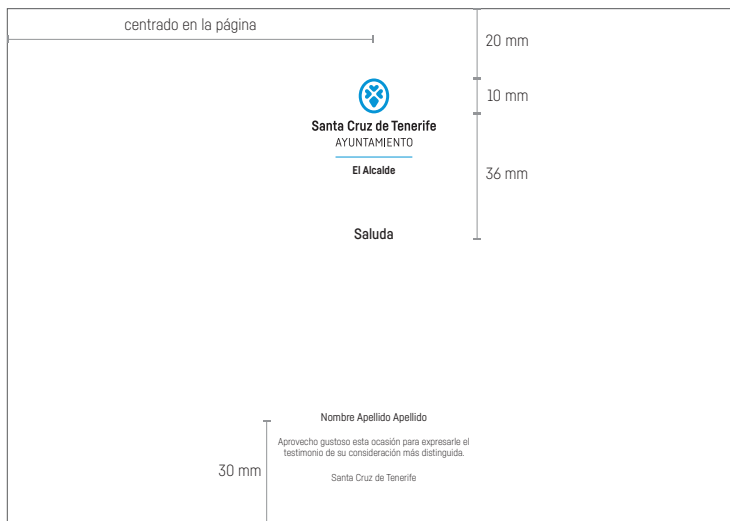 centrado en la página
20 mm
10 mm
Santa Cruz de Tenerife
AYUNTAMIENTO
El Alcalde
36 mm
Saluda
Nombre Apellido Apellido
Aprovecho gustoso esta ocasión para expresarle el
testimonio de su consideración más distinguida.
30 mm
Santa Cruz de Tenerife